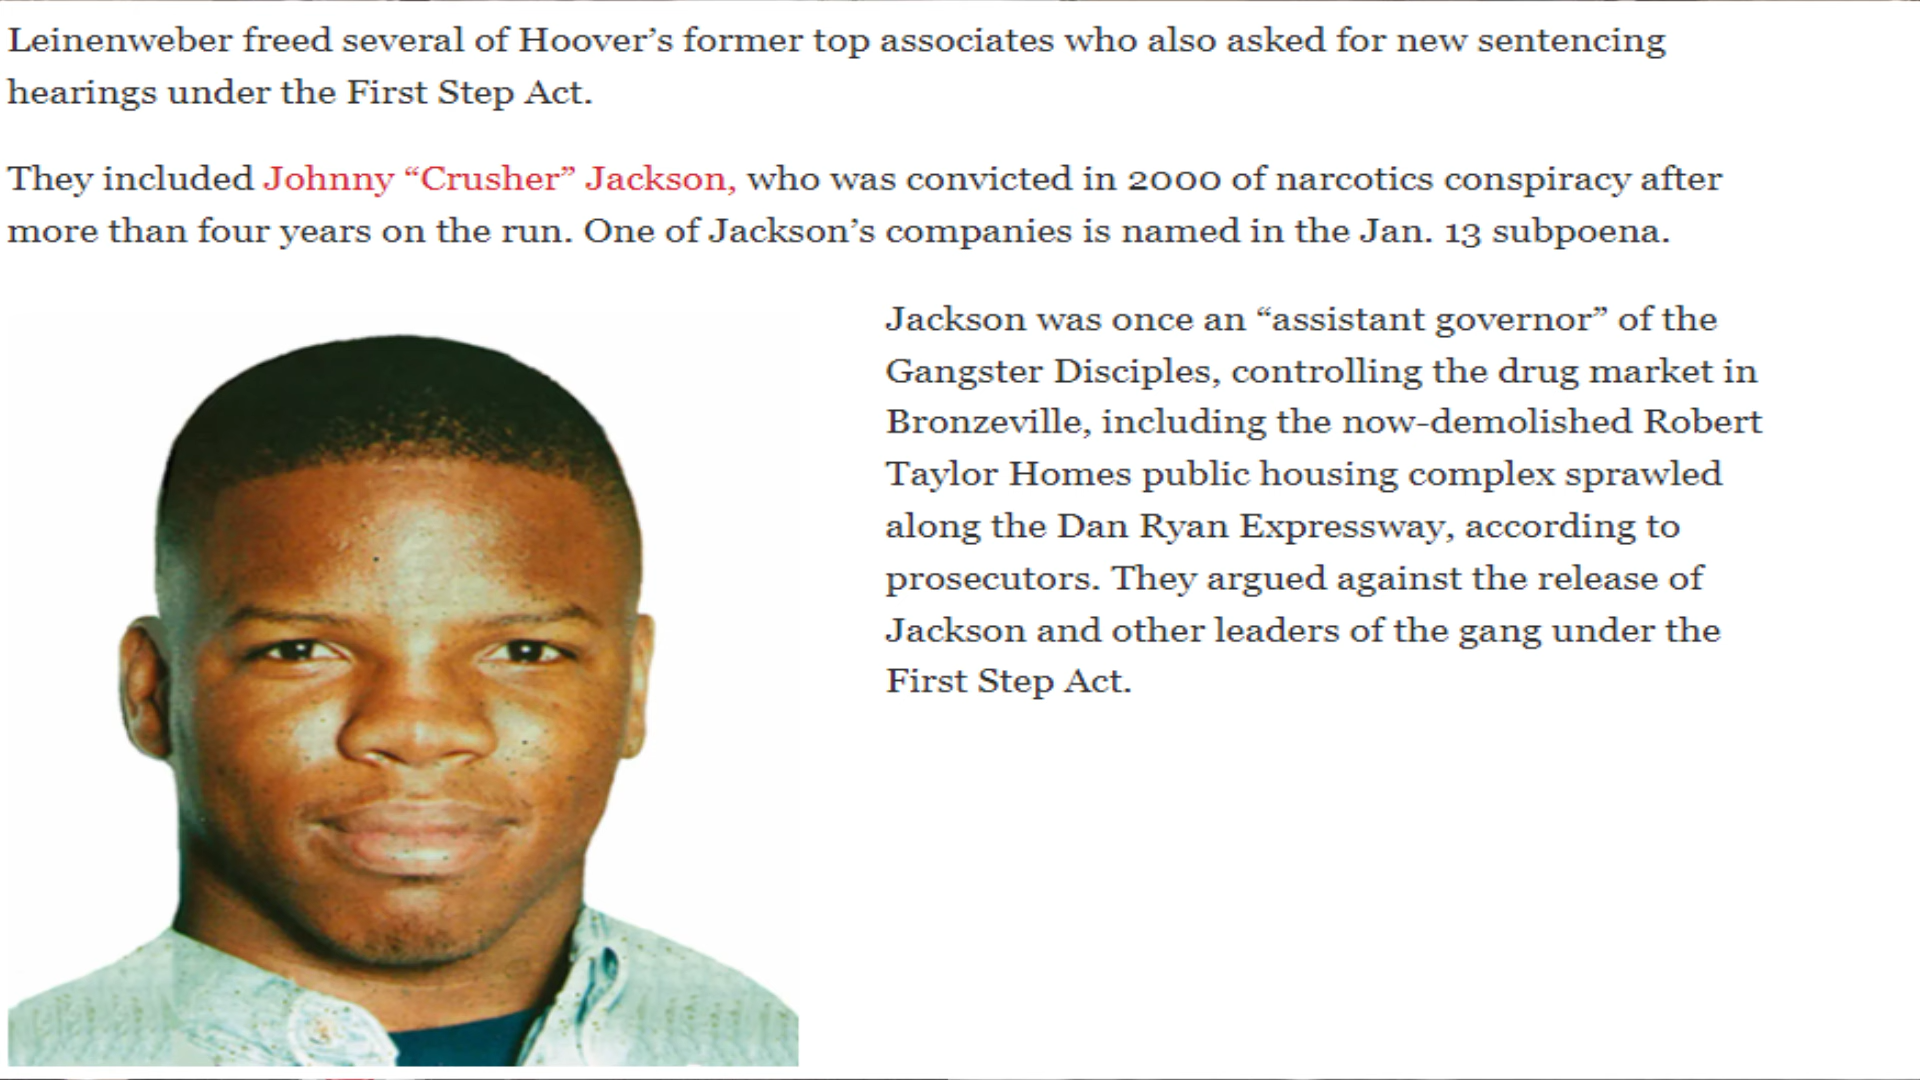 Leinenweber freed several of Hoover’s former top associates who also asked for new sentencing
hearings under the First Step Act.
They included Johnny “Crusher” Jackson, who was convicted in 2000 of narcotics conspiracy after
more than four years on the run. One of Jackson’s companies is named in the Jan. 13 subpoena.
Jackson was once an “assistant governor” of the
Gangster Disciples, controlling the drug market in
Bronzeville, including the now-demolished Robert
Taylor Homes public housing complex sprawled
along the Dan Ryan Expressway, according to
prosecutors. They argued against the release of
Jackson and other leaders of the gang under the
First Step Act.